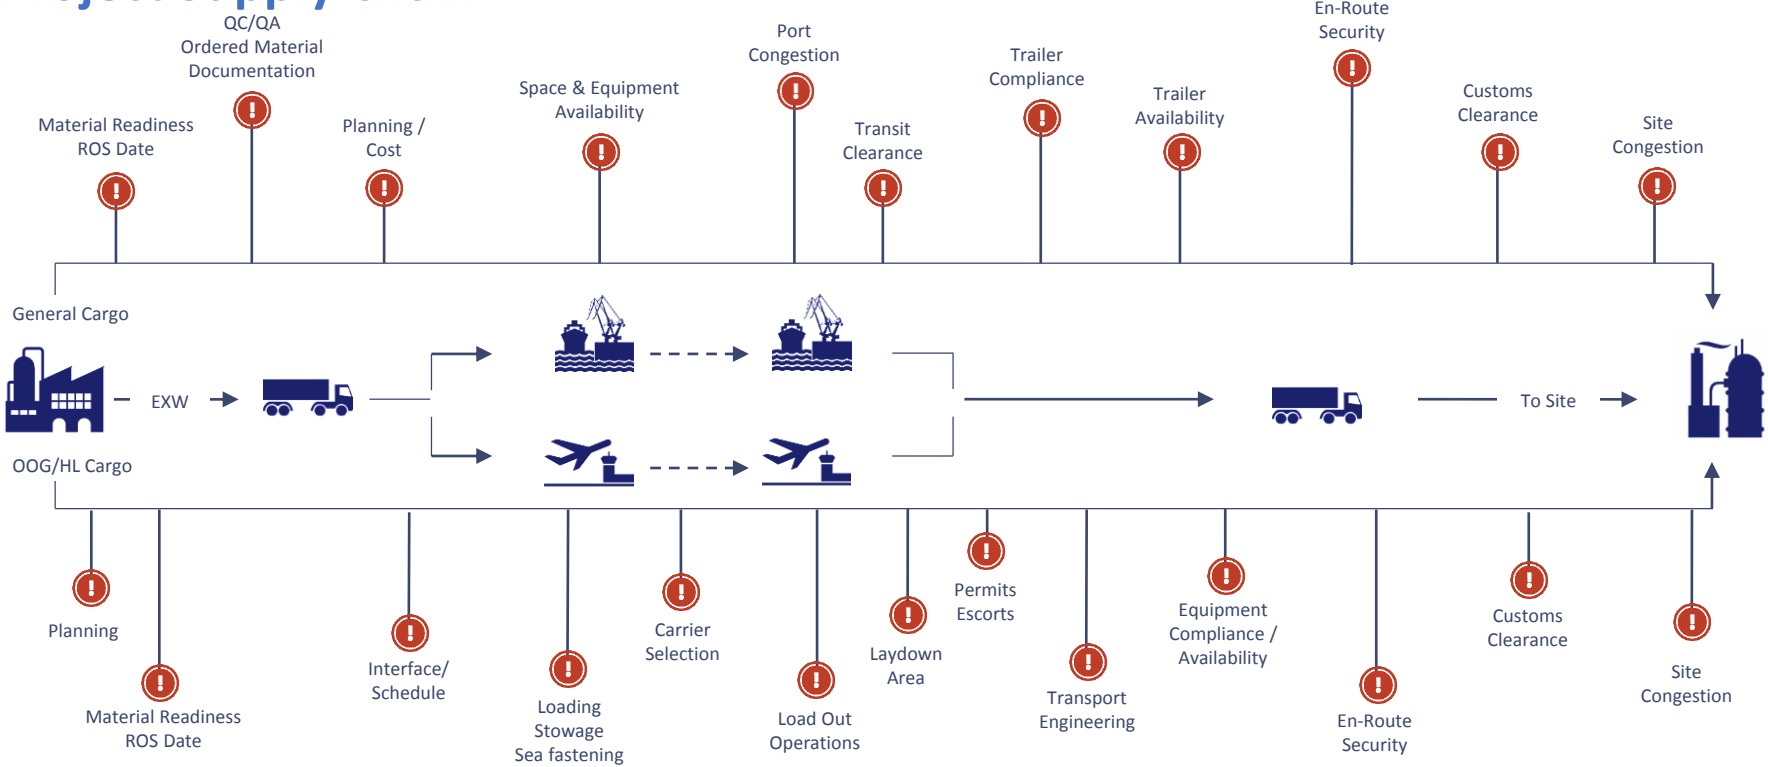 QC/QA
Ordered Material
Documentation
Material Readiness
ROS Date
Planning /
Cost
Space & Equipment
Availability
Port
Congestion
Transit
Clearance
Trailer
Compliance
Trailer
Availability
En-Route
Security
Customs
Clearance
Site
Congestion
General Cargo
EXW
To Site
OOG/HL Cargo
Planning
Material Readiness
ROS Date
Interface/
Schedule
Loading
Stowage
Sea fastening
Carrier
Selection
Load Out
Operations
Laydown
Area
Permits
Escorts
Transport
Engineering
Equipment
Compliance /
Availability
En-Route
Security
Customs
Clearance
Site
Congestion